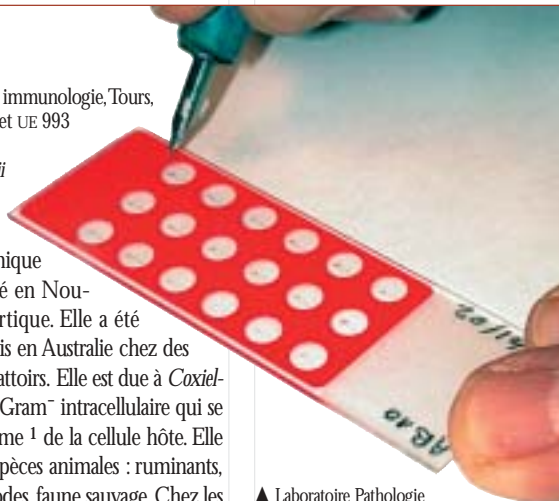 immunologie, Tours,
et UE 993
ii
nique
é en Nou-
rtique. Elle a été
is en Australie chez des
attoirs. Elle est due à Coxiel-
Gram⁻ intracellulaire qui se
me ¹ de la cellule hôte. Elle
pèces animales : ruminants,
odes, faune sauvage. Chez les
▲ Laboratoire Pathologie
AB 10